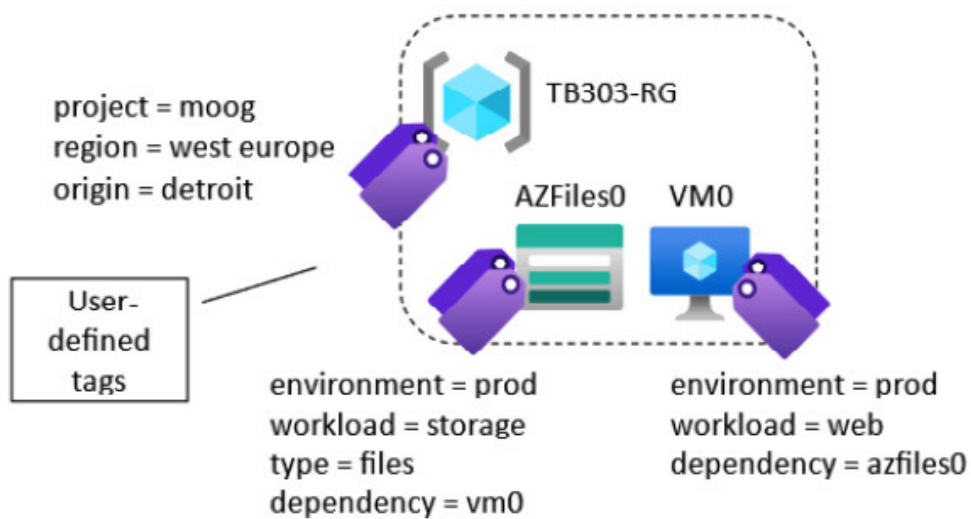 TB303-RG
project = moog
region = west europe
origin = detroit
AZFiles0
VM0
User-
defined
tags
environment = prod
workload = storage
type = files
dependency = vm0
environment = prod
workload = web
dependency = azfiles0